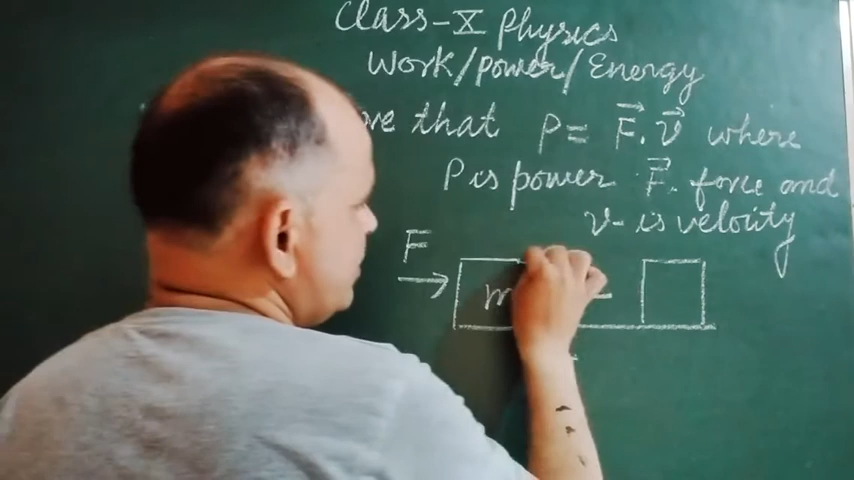 Class-X Physics
Work/power/Energy
ve that P = F⃗. v⃗ where
P is power F⃗. force and
v- is velocity
F
m